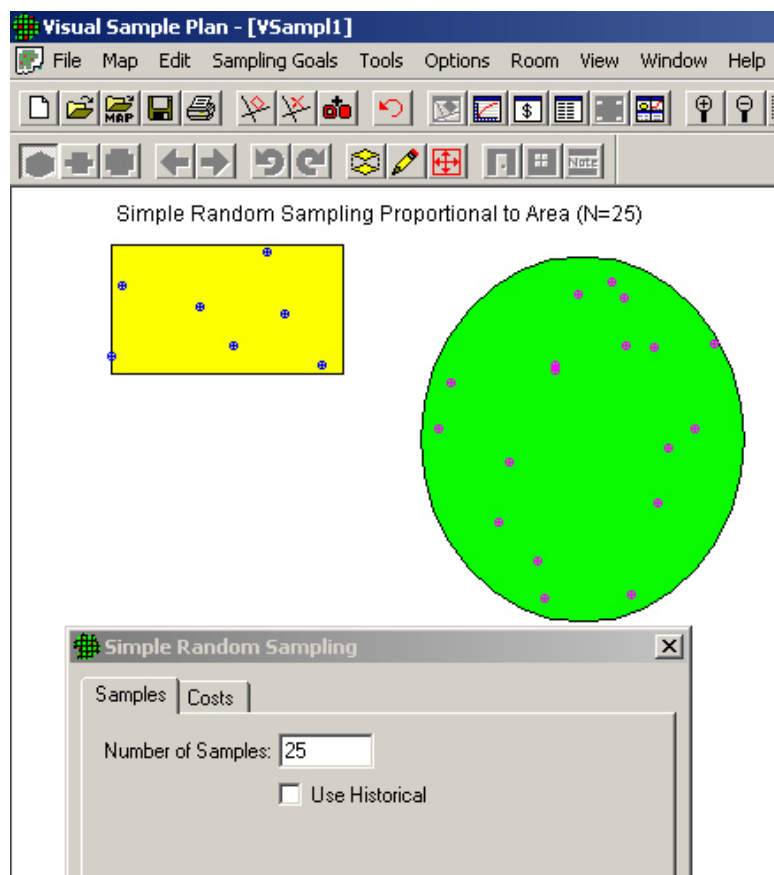 Visual Sample Plan - [VSampl1]
File Map Edit Sampling Goals Tools Options Room View Window Help
MAP $
Note
Simple Random Sampling Proportional to Area (N=25)
Simple Random Sampling
Samples Costs
Number of Samples: 25
Use Historical